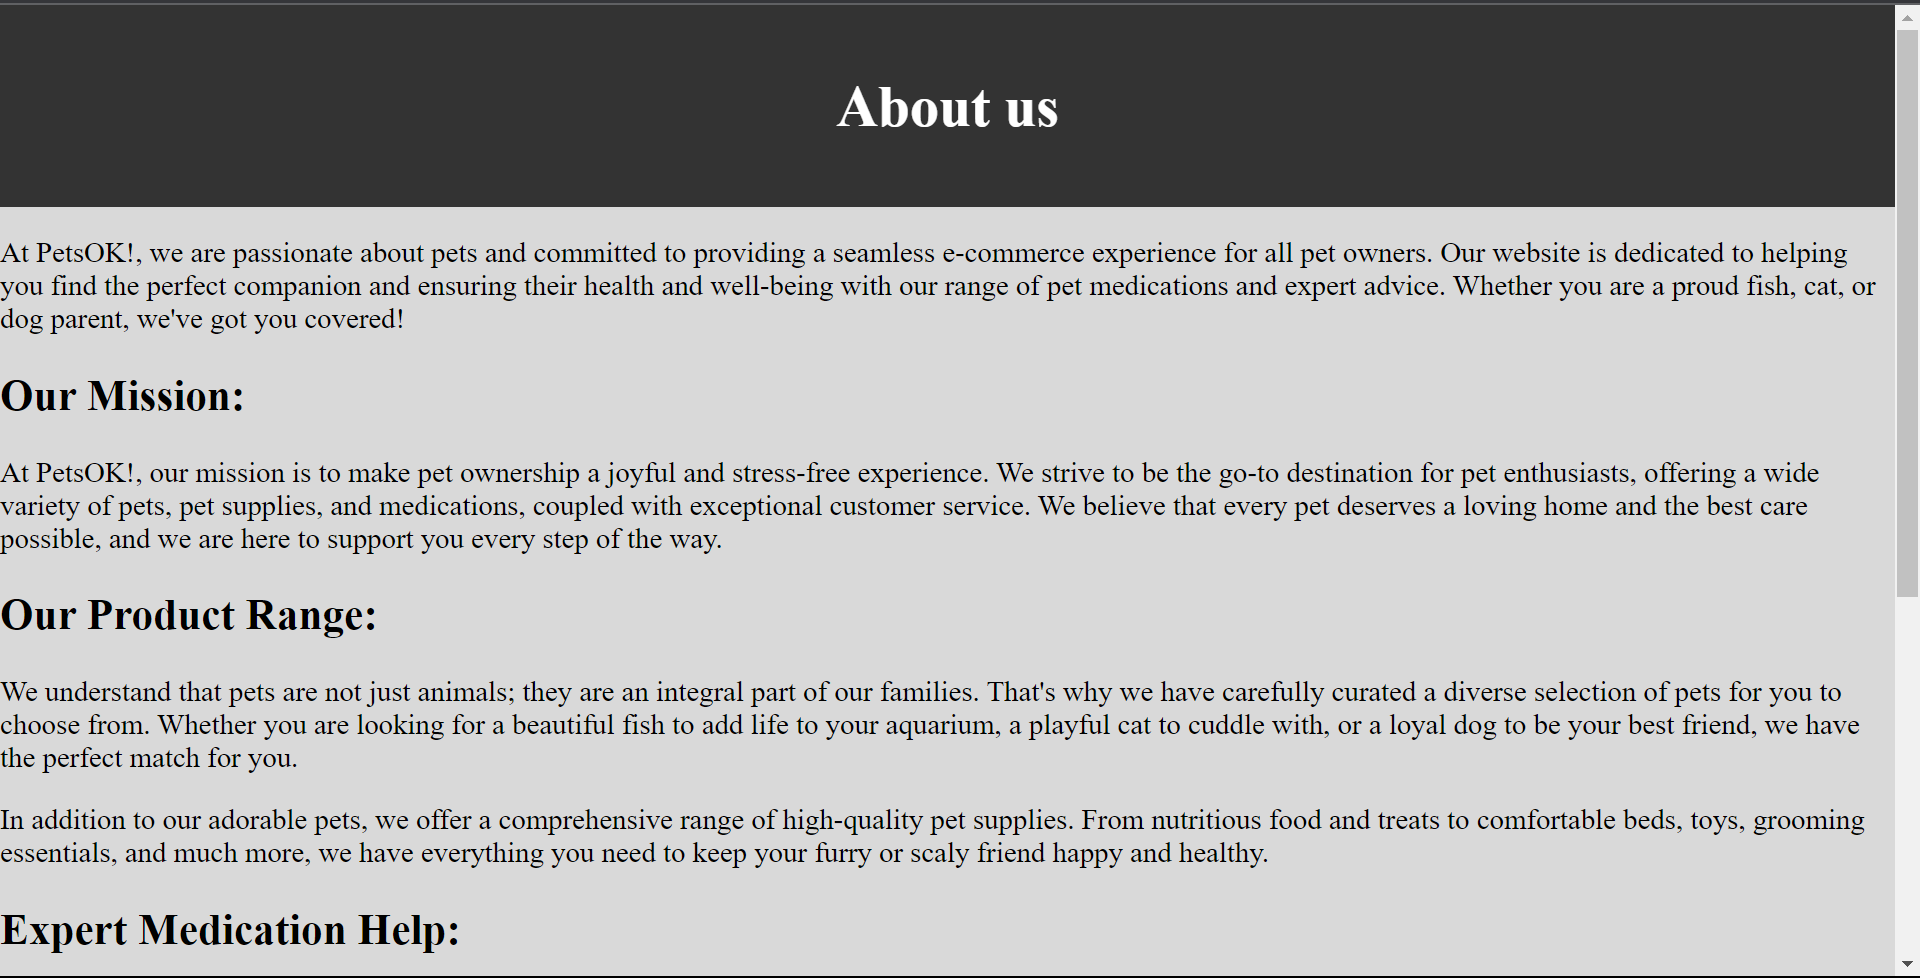 About us
At PetsOK!, we are passionate about pets and committed to providing a seamless e-commerce experience for all pet owners. Our website is dedicated to helping
you find the perfect companion and ensuring their health and well-being with our range of pet medications and expert advice. Whether you are a proud fish, cat, or
dog parent, we've got you covered!
Our Mission:
At PetsOK!, our mission is to make pet ownership a joyful and stress-free experience. We strive to be the go-to destination for pet enthusiasts, offering a wide
variety of pets, pet supplies, and medications, coupled with exceptional customer service. We believe that every pet deserves a loving home and the best care
possible, and we are here to support you every step of the way.
Our Product Range:
We understand that pets are not just animals; they are an integral part of our families. That's why we have carefully curated a diverse selection of pets for you to
choose from. Whether you are looking for a beautiful fish to add life to your aquarium, a playful cat to cuddle with, or a loyal dog to be your best friend, we have
the perfect match for you.
In addition to our adorable pets, we offer a comprehensive range of high-quality pet supplies. From nutritious food and treats to comfortable beds, toys, grooming
essentials, and much more, we have everything you need to keep your furry or scaly friend happy and healthy.
Expert Medication Help: